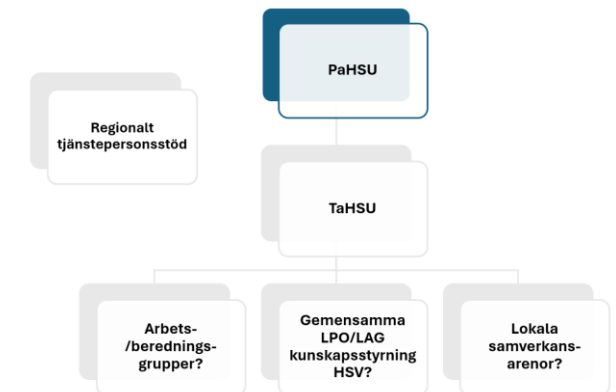 PaHSU
Regionalt
tjänstepersonsstöd
TaHSU
Arbets-
/berednings-
grupper?
Gemensamma
LPO/LAG
kunskapsstyrning
HSV?
Lokala
samverkans-
arenor?